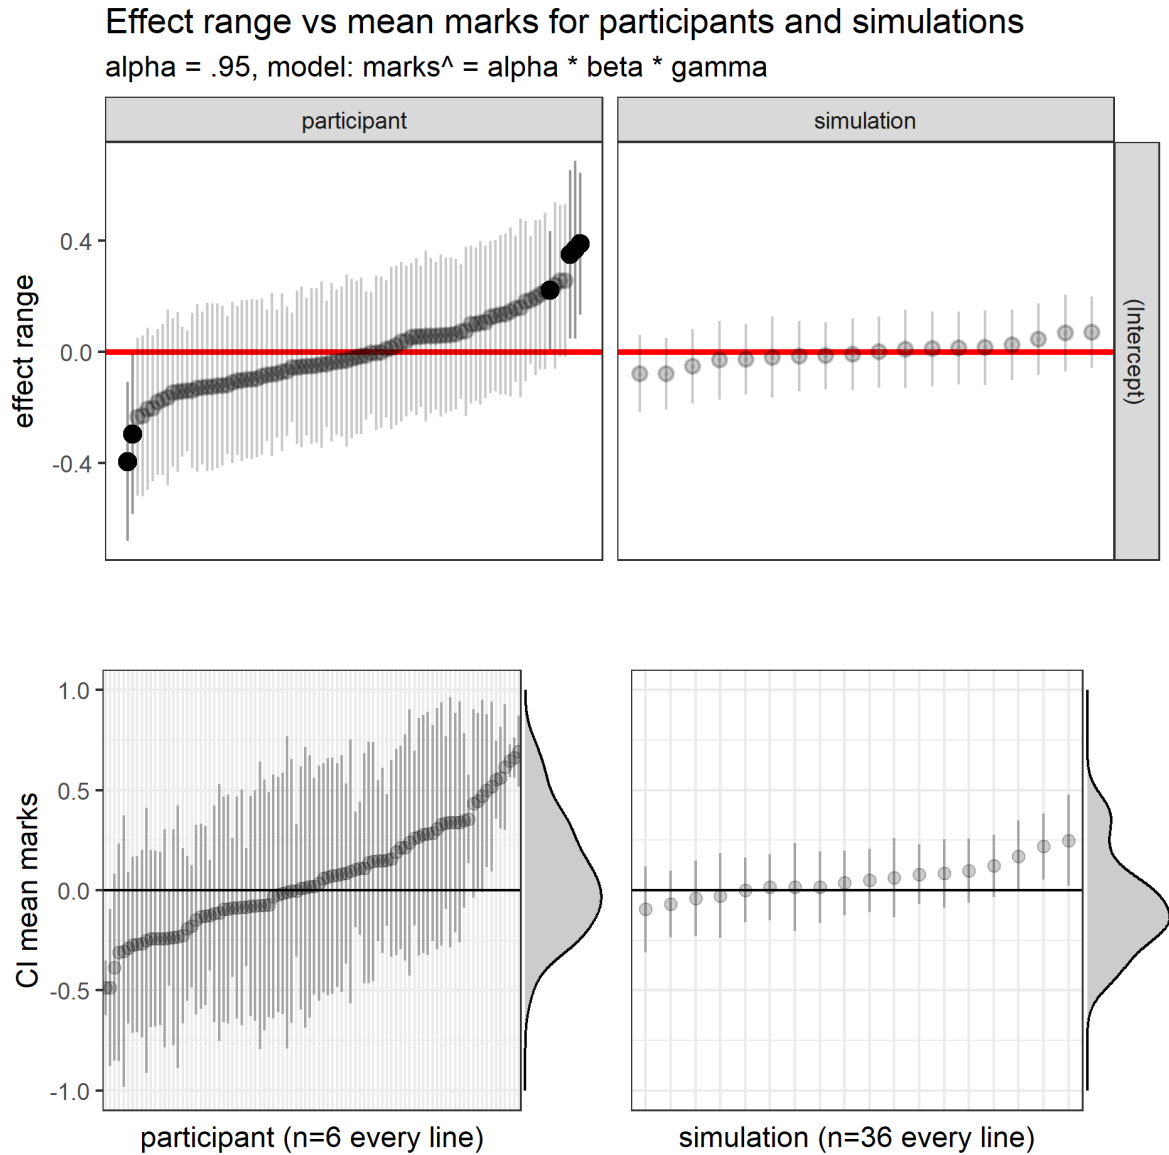 Effect range vs mean marks for participants and simulations
alpha = .95, model: marks^ = alpha * beta * gamma
participant
simulation
effect range
0.4
0.0
-0.4
(Intercept)
CI mean marks
1.0
0.5
0.0
-0.5
-1.0
participant (n=6 every line)
simulation (n=36 every line)